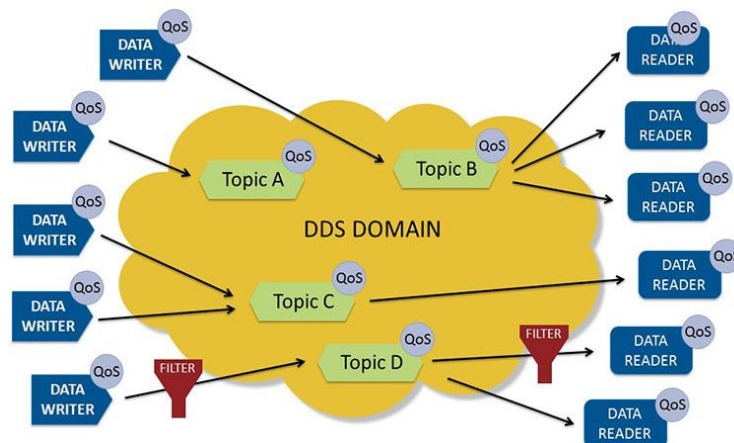 QoS
DATA
WRITER
QoS
DATA
READER
QoS
DATA
WRITER
QoS
DATA
READER
QoS
Topic A
QoS
Topic B
QoS
DATA
READER
QoS
DATA
WRITER
DDS DOMAIN
QoS
DATA
READER
QoS
DATA
WRITER
QoS
Topic C
FILTER
QoS
DATA
READER
QoS
DATA
WRITER
FILTER
QoS
Topic D
QoS
DATA
READER